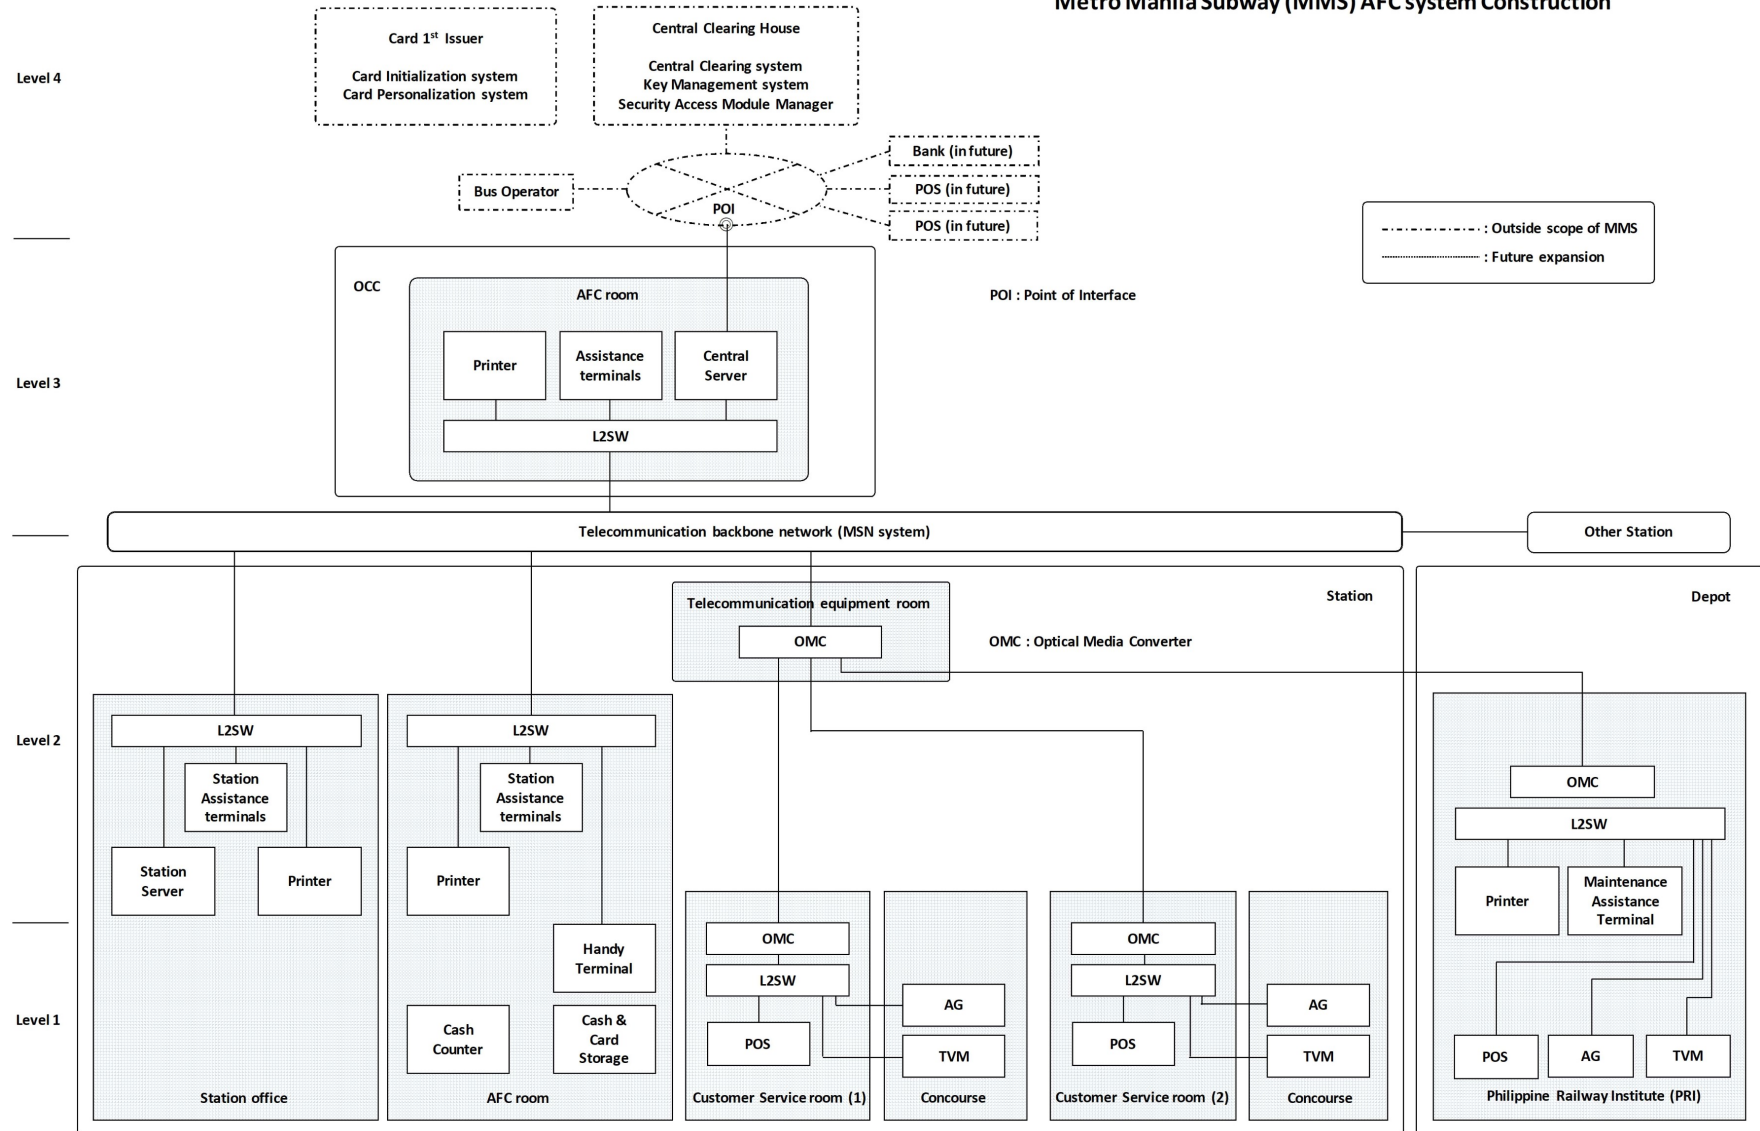 Metro Manila Subway (MMS) AFC system Construction
Level 4
Card 1st Issuer
Card Initialization system
Card Personalization system
Central Clearing House
Central Clearing system
Key Management system
Security Access Module Manager
Bank (in future)
Bus Operator
POS (in future)
POI
POS (in future)
: Outside scope of MMS
: Future expansion
OCC
AFC room
POI : Point of Interface
Level 3
Printer
Assistance
terminals
Central
Server
L2SW
Telecommunication backbone network (MSN system)
Other Station
Telecommunication equipment room
Station
Depot
OMC
OMC : Optical Media Converter
Level 2
L2SW
Station
Assistance
terminals
Station
Server
Printer
Station office
L2SW
Station
Assistance
terminals
Printer
Handy
Terminal
Cash
Counter
Cash &
Card
Storage
AFC room
Level 1
OMC
L2SW
POS
Customer Service room (1)
AG
TVM
Concourse
OMC
L2SW
POS
Customer Service room (2)
AG
TVM
Concourse
OMC
L2SW
Printer
Maintenance
Assistance
Terminal
POS
AG
TVM
Philippine Railway Institute (PRI)